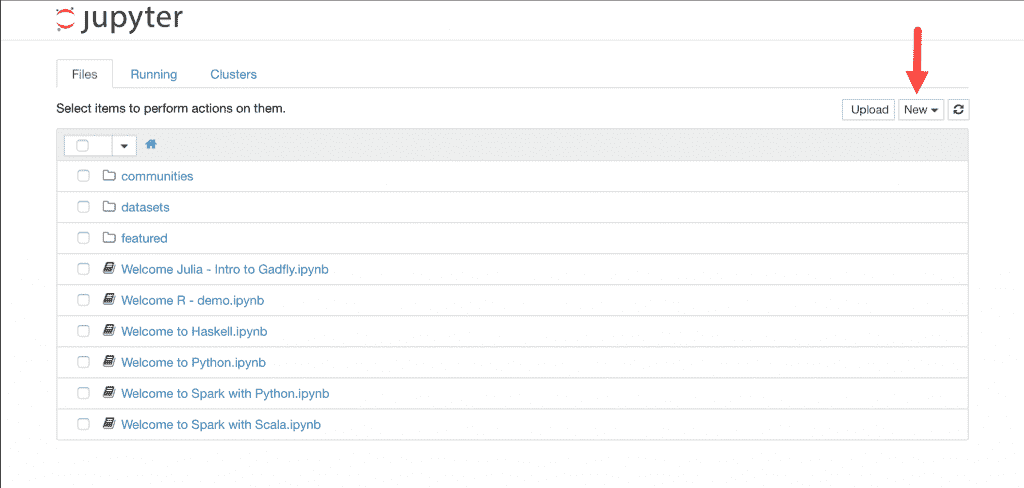 jupyter
Files Running Clusters
Select items to perform actions on them.
Upload New
communities
datasets
featured
Welcome Julia - Intro to Gadfly.ipynb
Welcome R - demo.ipynb
Welcome to Haskell.ipynb
Welcome to Python.ipynb
Welcome to Spark with Python.ipynb
Welcome to Spark with Scala.ipynb